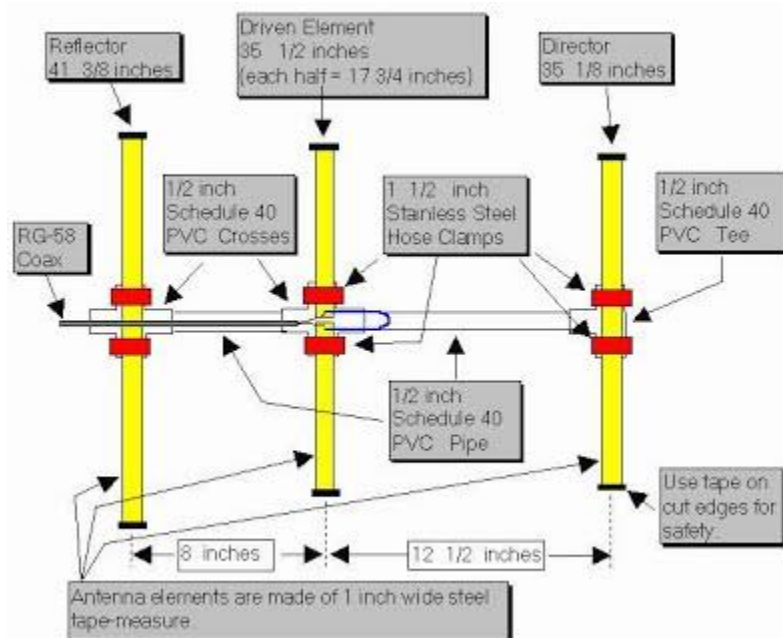 Reflector
41 3/8 inches
Driven Element
35 1/2 inches
(each half = 17 3/4 inches)
Director
35 1/8 inches
1/2 inch
Schedule 40
PVC Crosses
1 1/2 inch
Stainless Steel
Hose Clamps
1/2 inch
Schedule 40
PVC Tee
RG-58
Coax
1/2 inch
Schedule 40
PVC Pipe
Use tape on
cut edges for
safety.
8 inches
12 1/2 inches
Antenna elements are made of 1 inch wide steel
tape-measure